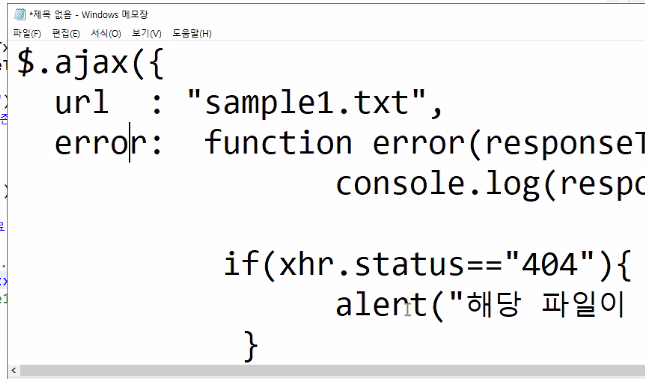 *제목 없음 - Windows 메모장
파일(F) 편집(E) 서식(O) 보기(V) 도움말(H)
$.ajax({
url : "sample1.txt",
error: function error(responseT
console.log(respo
if(xhr.status=="404"){
alert("해당 파일이
}